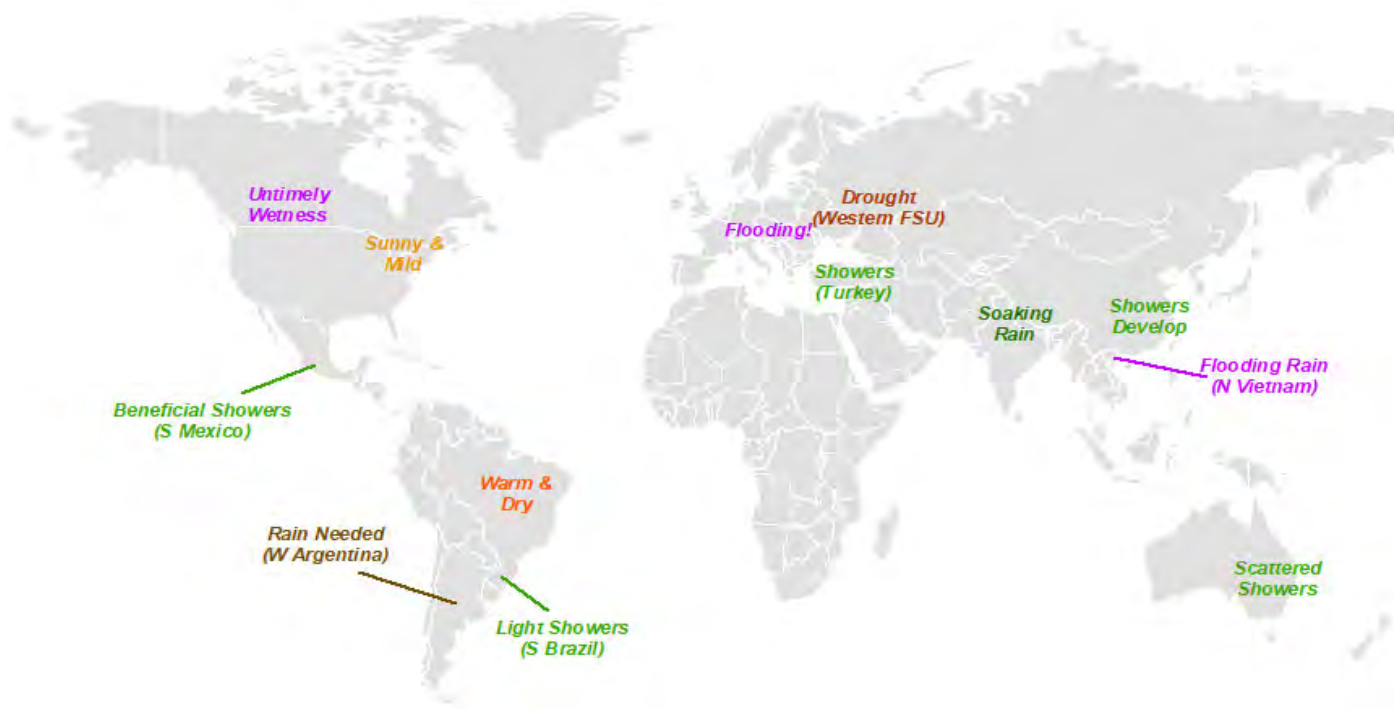 Untimely
Wetness
Sunny &
Mild
Drought
(Western FSU)
Flooding!
Showers
(Turkey)
Soaking
Rain
Showers
Develop
Flooding Rain
(N Vietnam)
Beneficial Showers
(S Mexico)
Warm &
Dry
Rain Needed
(W Argentina)
Light Showers
(S Brazil)
Scattered
Showers